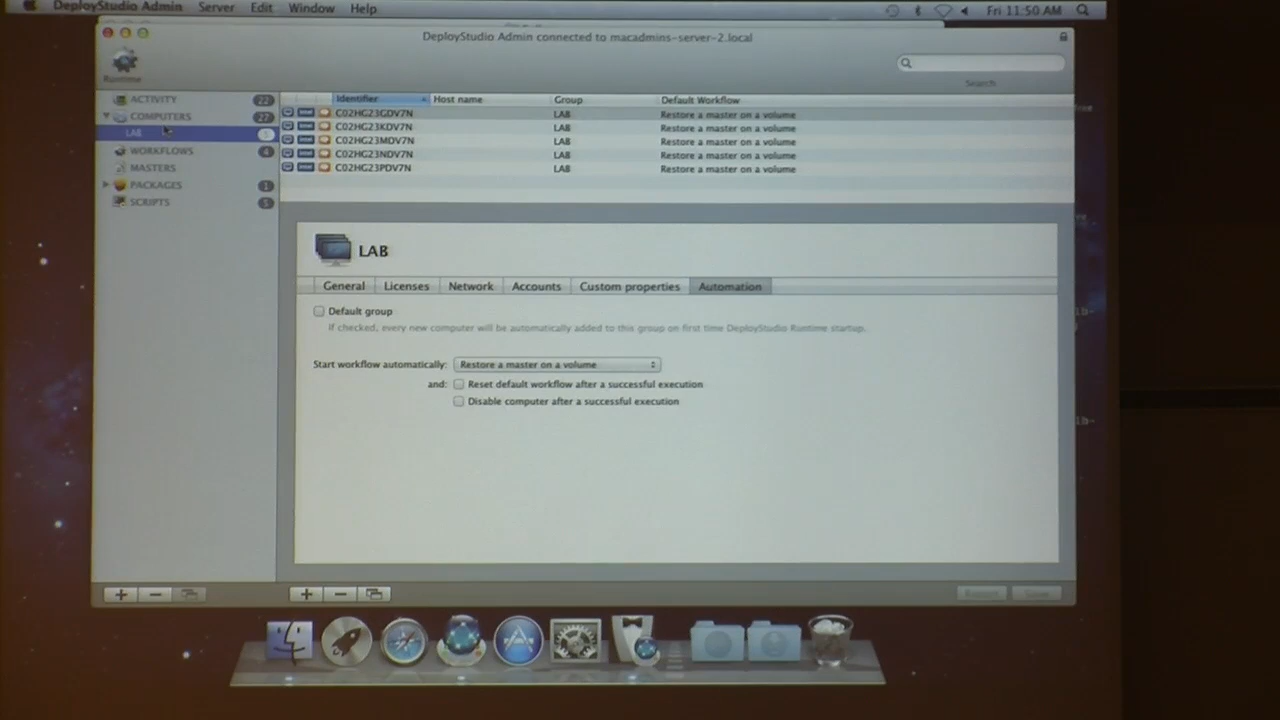 DeployStudio Admin Server Edit Window Help Fri 11:50 AM
DeployStudio Admin connected to macadmins-server-2.local
Runtime
Search
ACTIVITY 22
COMPUTERS 27
LAB 5
WORKFLOWS 4
MASTERS
PACKAGES 1
SCRIPTS 5
Identifier Host name Group Default Workflow
C02HG23GDV7N LAB Restore a master on a volume
C02HG23KDV7N LAB Restore a master on a volume
C02HG23MDV7N LAB Restore a master on a volume
C02HG23NDV7N LAB Restore a master on a volume
C02HG23PDV7N LAB Restore a master on a volume
LAB
General Licenses Network Accounts Custom properties Automation
Default group
If checked, every new computer will be automatically added to this group on first time DeployStudio Runtime startup.
Start workflow automatically: Restore a master on a volume
and: Reset default workflow after a successful execution
Disable computer after a successful execution
Revert Save